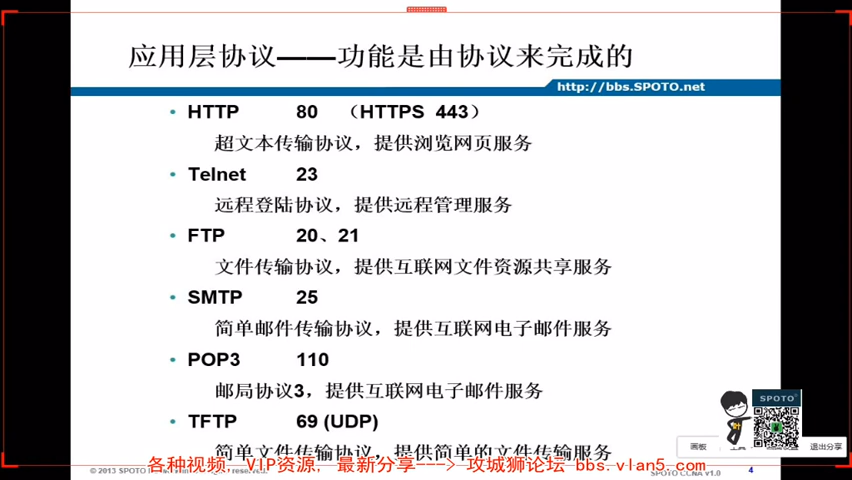 应用层协议——功能是由协议来完成的
http://bbs.SPOTO.net
• HTTP 80 （HTTPS 443）
超文本传输协议，提供浏览网页服务
• Telnet 23
远程登陆协议，提供远程管理服务
• FTP 20、21
文件传输协议，提供互联网文件资源共享服务
• SMTP 25
简单邮件传输协议，提供互联网电子邮件服务
• POP3 110
邮局协议3，提供互联网电子邮件服务
• TFTP 69 (UDP)
简单文件传输协议，提供简单的文件传输服务
SPOTO
画板
退出分享
各种视频，VIP资源，最新分享---> 攻城狮论坛 bbs.vlan5.com
© 2013 SPOTO
SPOTO CCNA v1.0
4